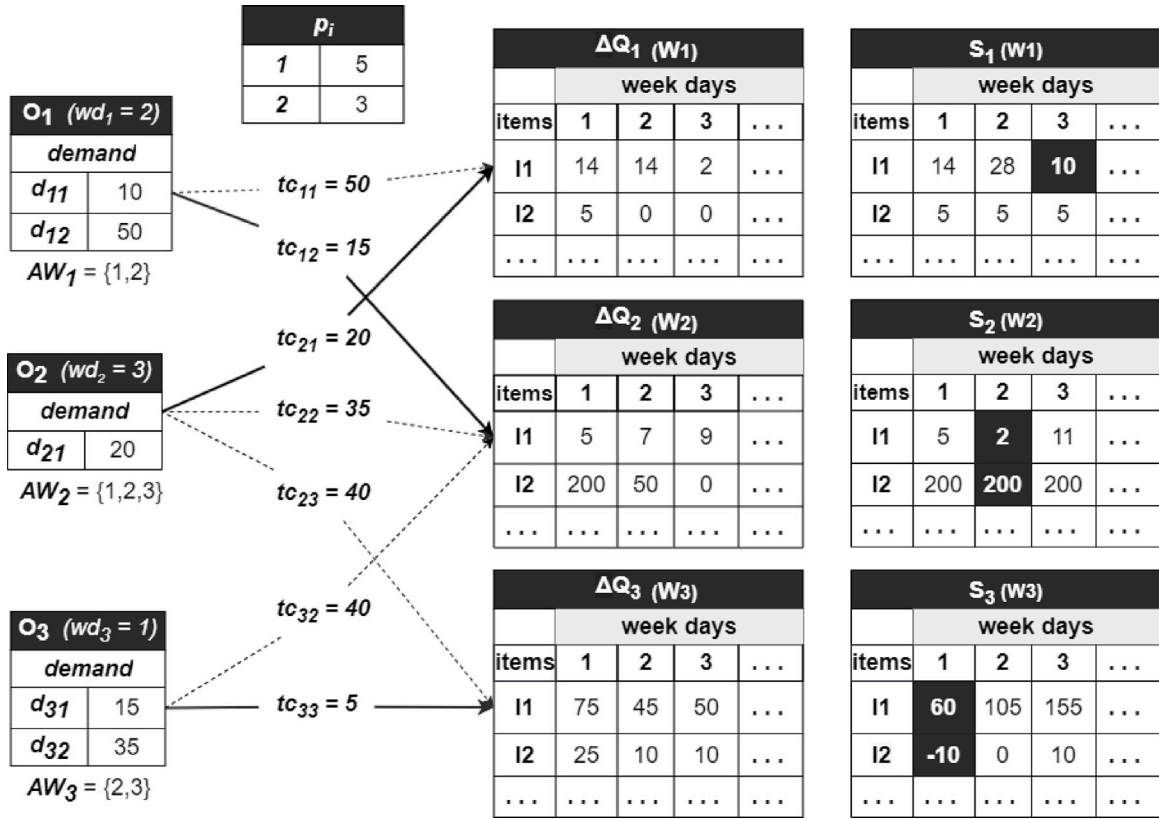 pi
1 5
2 3
O1 (wd1 = 2)
demand
d11 10
d12 50
AW1 = {1,2}
O2 (wd2 = 3)
demand
d21 20
AW2 = {1,2,3}
O3 (wd3 = 1)
demand
d31 15
d32 35
AW3 = {2,3}
tc11 = 50
tc12 = 15
tc21 = 20
tc22 = 35
tc23 = 40
tc32 = 40
tc33 = 5
ΔQ1 (W1)
week days
items 1 2 3 ...
I1 14 14 2 ...
I2 5 0 0 ...
... ... ... ... ...
ΔQ2 (W2)
week days
items 1 2 3 ...
I1 5 7 9 ...
I2 200 50 0 ...
... ... ... ... ...
ΔQ3 (W3)
week days
items 1 2 3 ...
I1 75 45 50 ...
I2 25 10 10 ...
... ... ... ... ...
S1 (W1)
week days
items 1 2 3 ...
I1 14 28 10 ...
I2 5 5 5 ...
... ... ... ... ...
S2 (W2)
week days
items 1 2 3 ...
I1 5 2 11 ...
I2 200 200 200 ...
... ... ... ... ...
S3 (W3)
week days
items 1 2 3 ...
I1 60 105 155 ...
I2 -10 0 10 ...
... ... ... ... ...